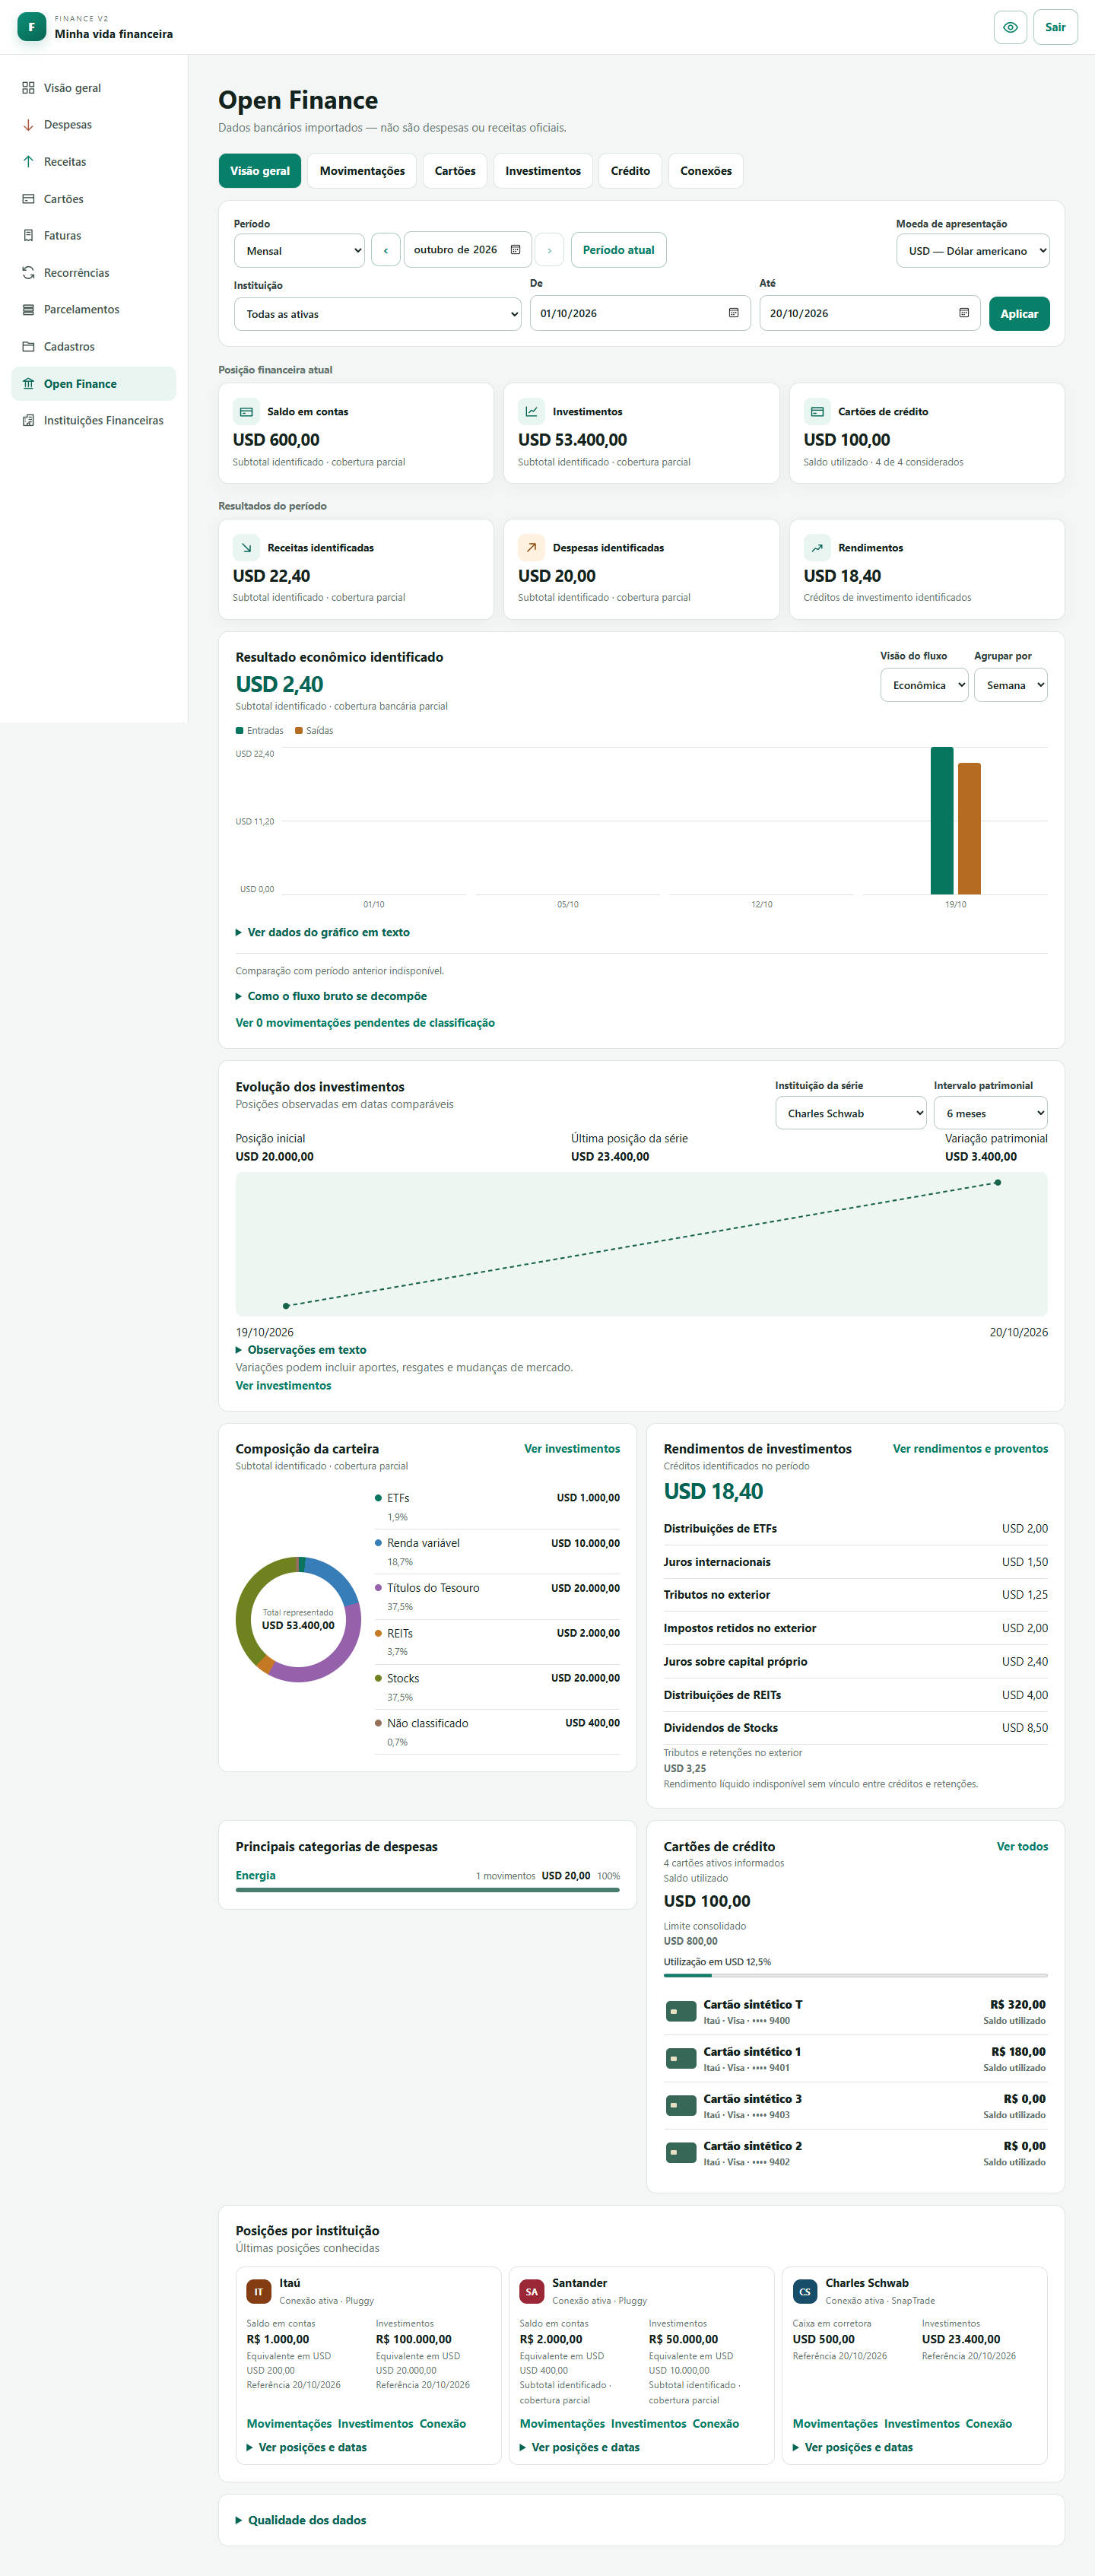 F
FINANCE V2
Minha vida financeira
Sair
Visão geral
Despesas
Receitas
Cartões
Faturas
Recorrências
Parcelamentos
Cadastros
Open Finance
Instituições Financeiras
Open Finance
Dados bancários importados — não são despesas ou receitas oficiais.
Visão geral Movimentações Cartões Investimentos Crédito Conexões
Período Moeda de apresentação
Mensal ‹ outubro de 2026 › Período atual USD — Dólar americano
Instituição De Até
Todas as ativas 01/10/2026 20/10/2026 Aplicar
Posição financeira atual
Saldo em contas
USD 600,00
Subtotal identificado · cobertura parcial
Investimentos
USD 53.400,00
Subtotal identificado · cobertura parcial
Cartões de crédito
USD 100,00
Saldo utilizado · 4 de 4 considerados
Resultados do período
Receitas identificadas
USD 22,40
Subtotal identificado · cobertura parcial
Despesas identificadas
USD 20,00
Subtotal identificado · cobertura parcial
Rendimentos
USD 18,40
Créditos de investimento identificados
Resultado econômico identificado
USD 2,40
Subtotal identificado · cobertura bancária parcial
Visão do fluxo Agrupar por
Econômica Semana
Entradas Saídas
USD 22,40
USD 11,20
USD 0,00
01/10 05/10 12/10 19/10
Ver dados do gráfico em texto
Comparação com período anterior indisponível.
Como o fluxo bruto se decompõe
Ver 0 movimentações pendentes de classificação
Evolução dos investimentos
Posições observadas em datas comparáveis
Instituição da série Intervalo patrimonial
Charles Schwab 6 meses
Posição inicial
USD 20.000,00
Última posição da série
USD 23.400,00
Variação patrimonial
USD 3.400,00
19/10/2026 20/10/2026
Observações em texto
Variações podem incluir aportes, resgates e mudanças de mercado.
Ver investimentos
Composição da carteira Ver investimentos
Subtotal identificado · cobertura parcial
Total representado
USD 53.400,00
ETFs USD 1.000,00
1,9%
Renda variável USD 10.000,00
18,7%
Títulos do Tesouro USD 20.000,00
37,5%
REITs USD 2.000,00
3,7%
Stocks USD 20.000,00
37,5%
Não classificado USD 400,00
0,7%
Rendimentos de investimentos Ver rendimentos e proventos
Créditos identificados no período
USD 18,40
Distribuições de ETFs USD 2,00
Juros internacionais USD 1,50
Tributos no exterior USD 1,25
Impostos retidos no exterior USD 2,00
Juros sobre capital próprio USD 2,40
Distribuições de REITs USD 4,00
Dividendos de Stocks USD 8,50
Tributos e retenções no exterior
USD 3,25
Rendimento líquido indisponível sem vínculo entre créditos e retenções.
Principais categorias de despesas
Energia 1 movimentos USD 20,00 100%
Cartões de crédito Ver todos
4 cartões ativos informados
Saldo utilizado
USD 100,00
Limite consolidado
USD 800,00
Utilização em USD 12,5%
Cartão sintético T R$ 320,00
Itaú · Visa · •••• 9400 Saldo utilizado
Cartão sintético 1 R$ 180,00
Itaú · Visa · •••• 9401 Saldo utilizado
Cartão sintético 3 R$ 0,00
Itaú · Visa · •••• 9403 Saldo utilizado
Cartão sintético 2 R$ 0,00
Itaú · Visa · •••• 9402 Saldo utilizado
Posições por instituição
Últimas posições conhecidas
IT
Itaú
Conexão ativa · Pluggy
Saldo em contas
R$ 1.000,00
Equivalente em USD
USD 200,00
Referência 20/10/2026
Investimentos
R$ 100.000,00
Equivalente em USD
USD 20.000,00
Referência 20/10/2026
Movimentações Investimentos Conexão
Ver posições e datas
SA
Santander
Conexão ativa · Pluggy
Saldo em contas
R$ 2.000,00
Equivalente em USD
USD 400,00
Subtotal identificado ·
cobertura parcial
Investimentos
R$ 50.000,00
Equivalente em USD
USD 10.000,00
Subtotal identificado ·
cobertura parcial
Movimentações Investimentos Conexão
Ver posições e datas
CS
Charles Schwab
Conexão ativa · SnapTrade
Caixa em corretora
USD 500,00
Referência 20/10/2026
Investimentos
USD 23.400,00
Referência 20/10/2026
Movimentações Investimentos Conexão
Ver posições e datas
Qualidade dos dados